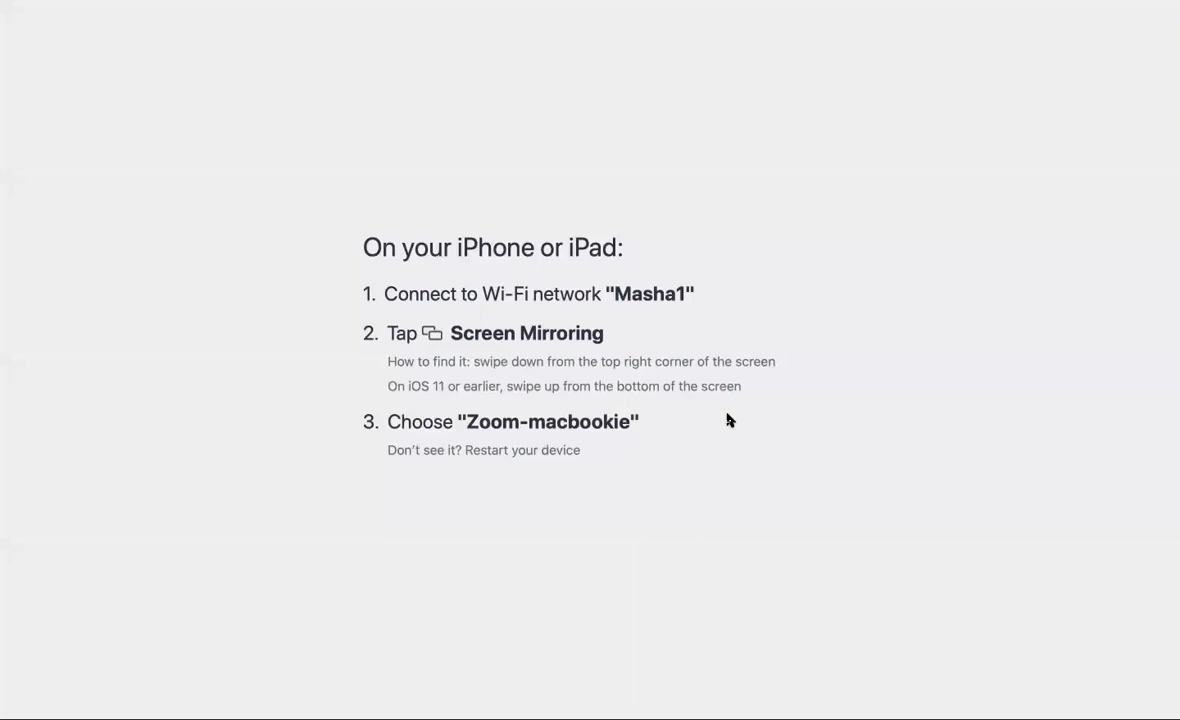 On your iPhone or iPad:
1. Connect to Wi-Fi network "Masha1"
2. Tap Screen Mirroring
How to find it: swipe down from the top right corner of the screen
On iOS 11 or earlier, swipe up from the bottom of the screen
3. Choose "Zoom-macbookie"
Don't see it? Restart your device